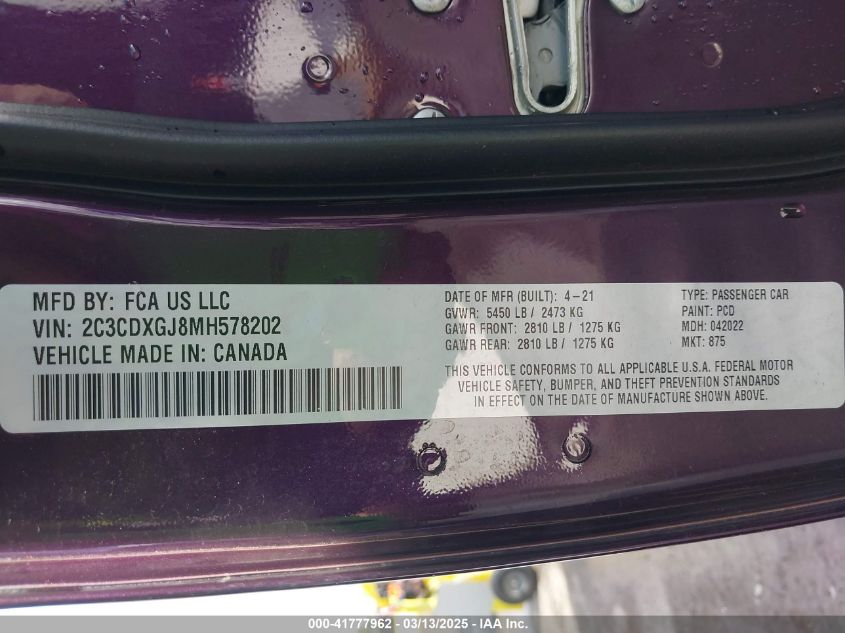 MFD BY: FCA US LLC
VIN: 2C3CDXGJ8MH578202
VEHICLE MADE IN: CANADA
DATE OF MFR (BUILT): 4-21
GVWR: 5450 LB / 2473 KG
GAWR FRONT: 2810 LB / 1275 KG
GAWR REAR: 2810 LB / 1275 KG
TYPE: PASSENGER CAR
PAINT: PCD
MDH: 042022
MKT: 875
THIS VEHICLE CONFORMS TO ALL APPLICABLE U.S.A. FEDERAL MOTOR
VEHICLE SAFETY, BUMPER, AND THEFT PREVENTION STANDARDS
IN EFFECT ON THE DATE OF MANUFACTURE SHOWN ABOVE.
000-41777962 - 03/13/2025 - IAA Inc.